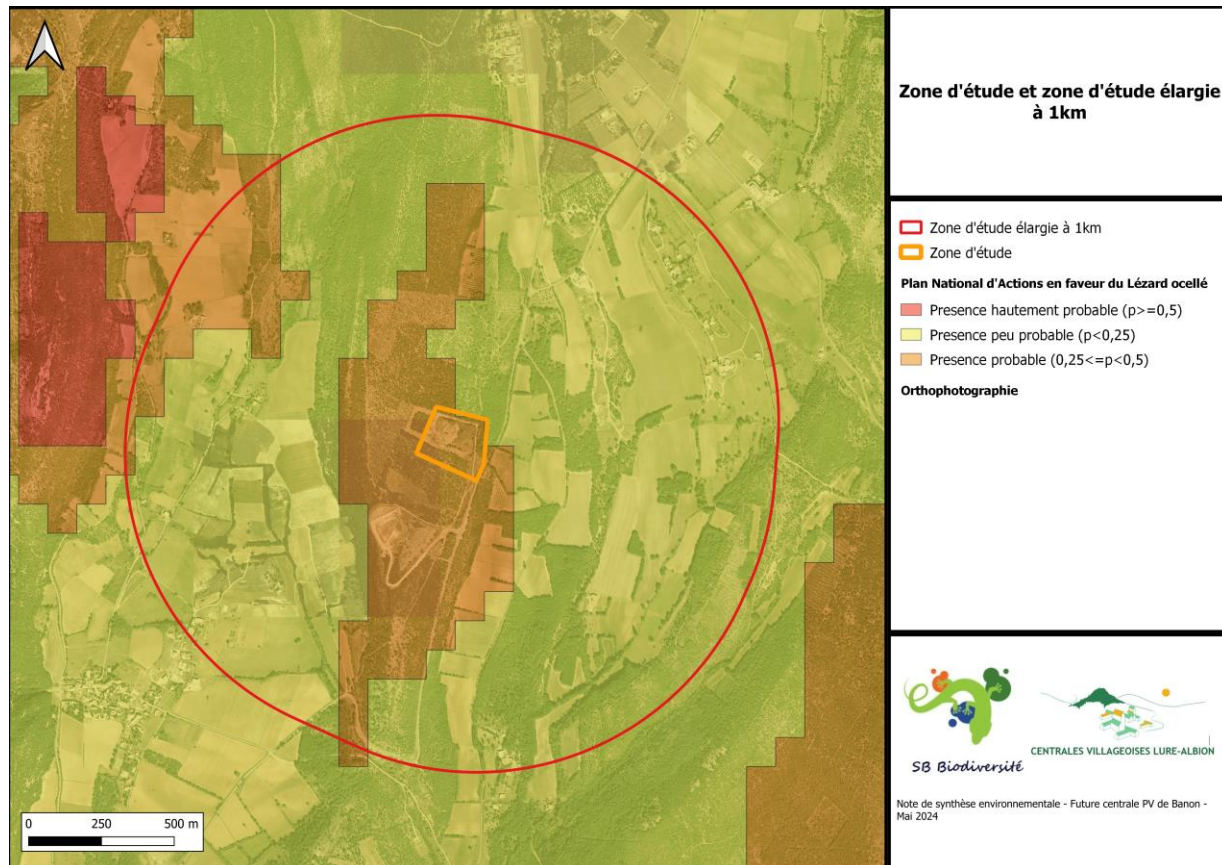 Zone d'étude et zone d'étude élargie
à 1km
Zone d'étude élargie à 1km
Zone d'étude
Plan National d'Actions en faveur du Lézard ocellé
Presence hautement probable (p>=0,5)
Presence peu probable (p<0,25)
Presence probable (0,25<=p<0,5)
Orthophotographie
SB Biodiversité
CENTRALES VILLAGEOISES LURE-ALBION
Note de synthèse environnementale - Future centrale PV de Banon -
Mai 2024
0 250 500 m